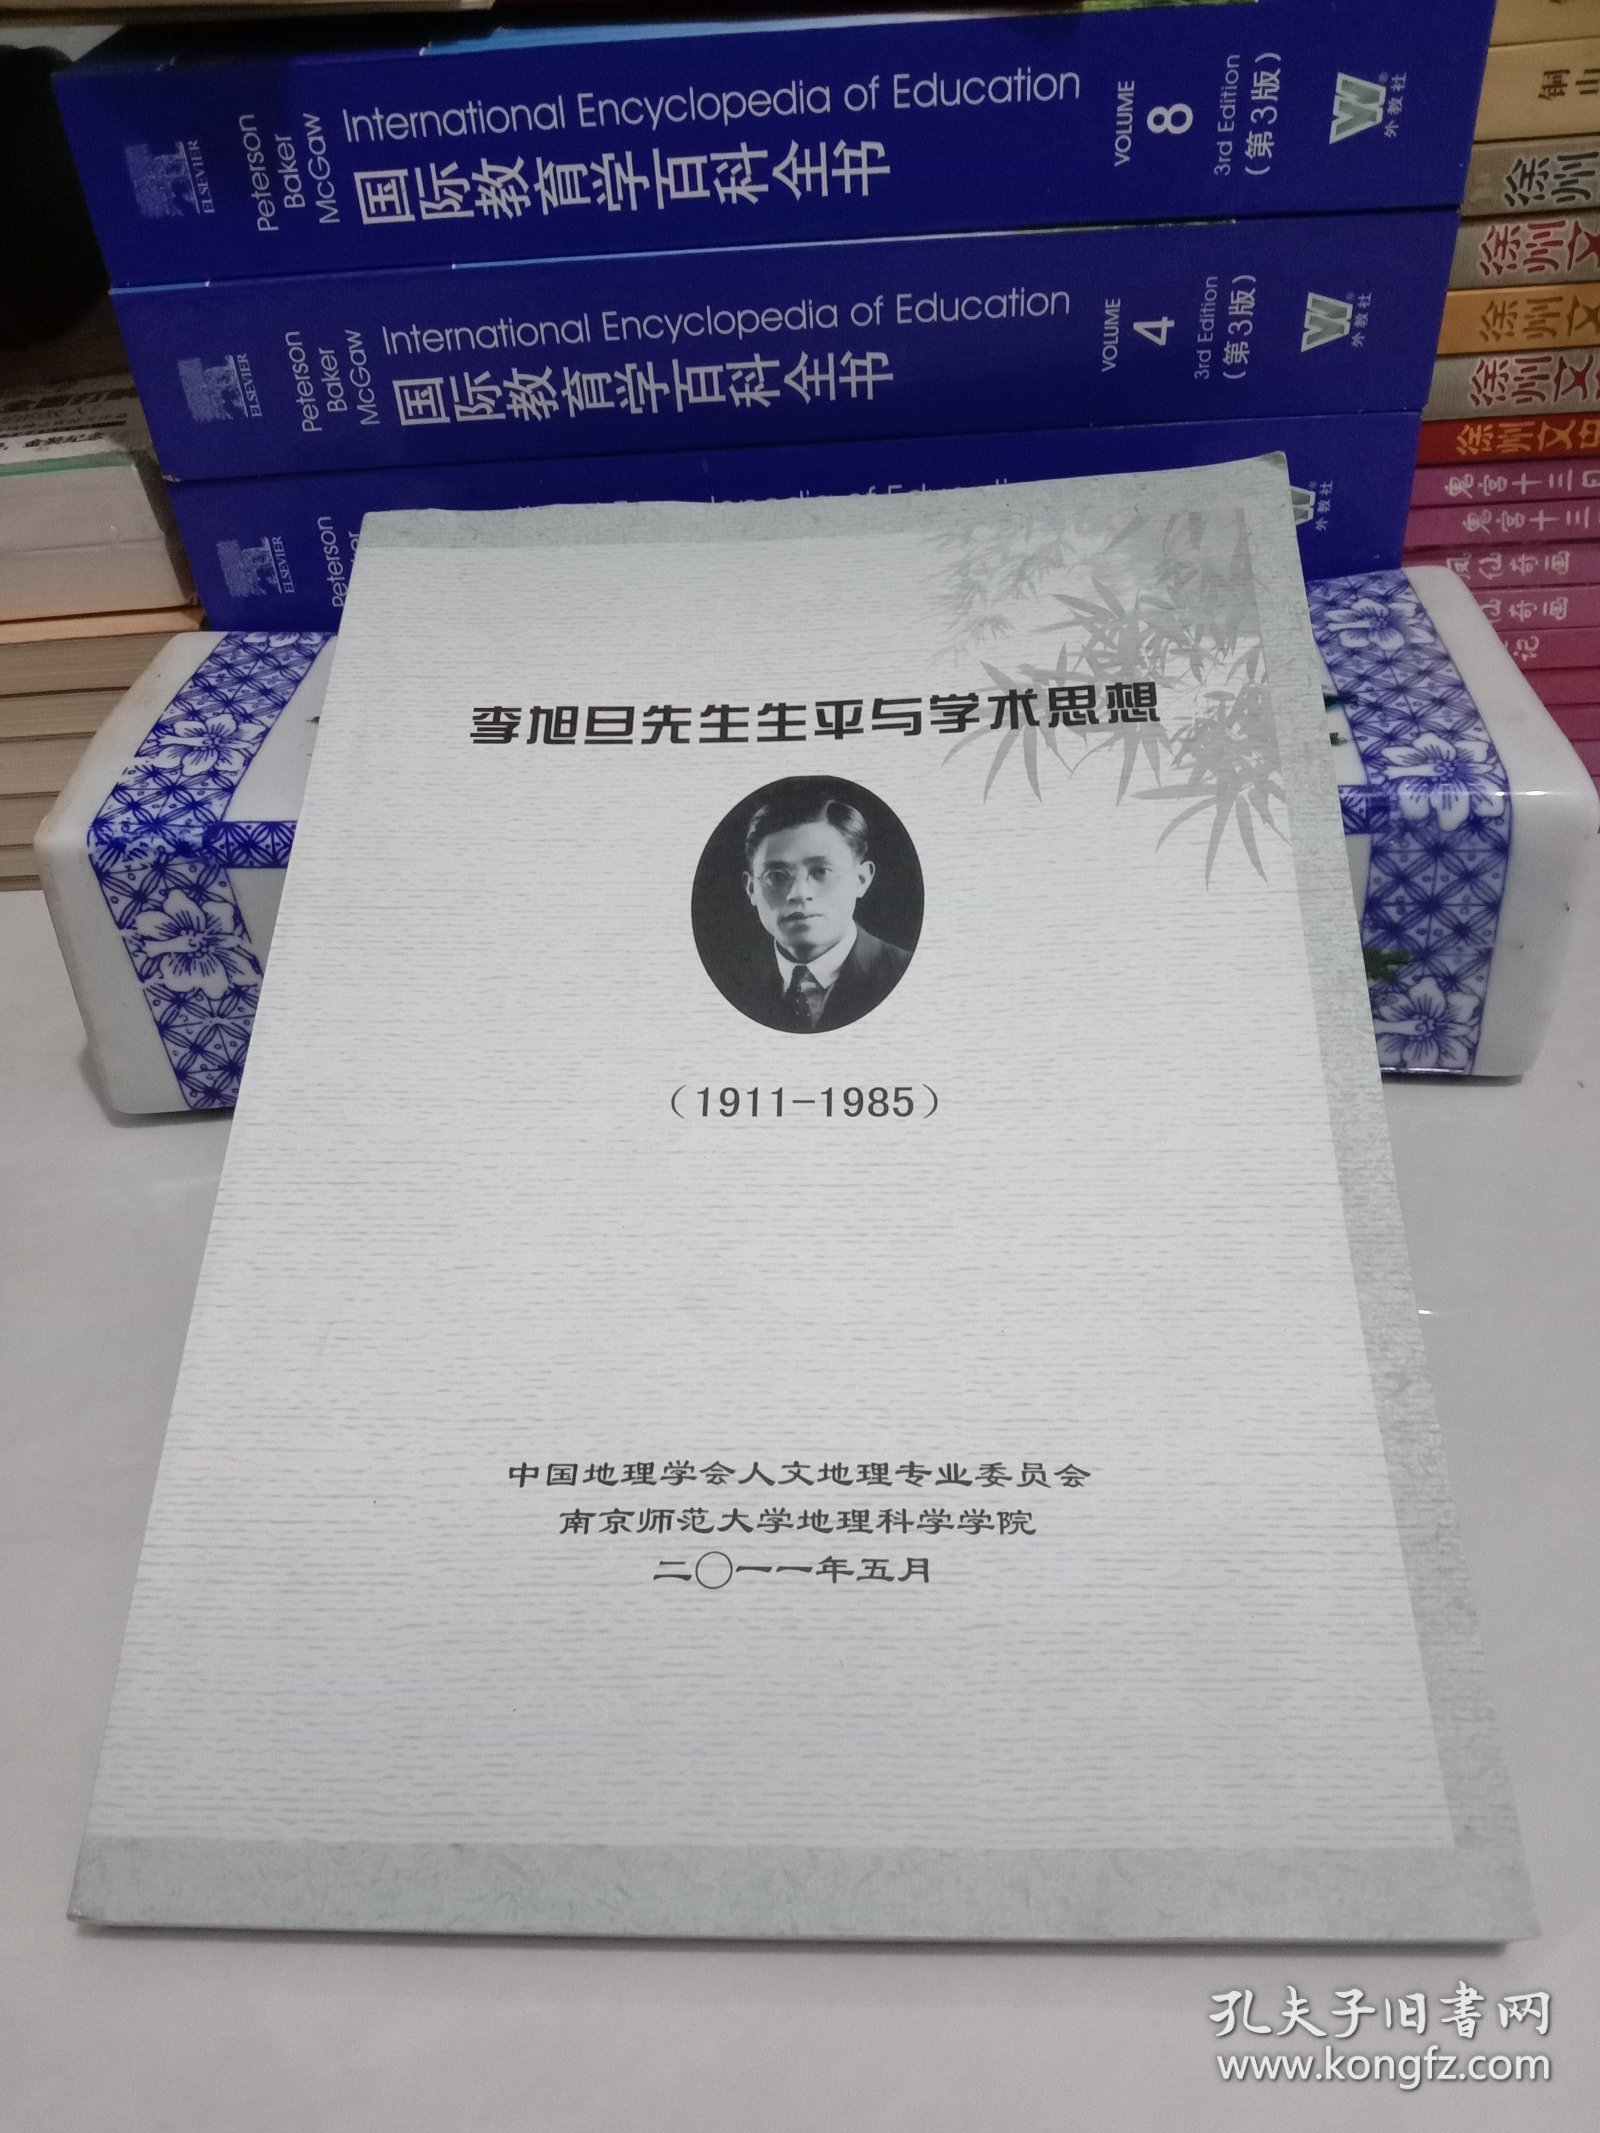 ELSEVIER
Peterson
Baker
McGaw
International Encyclopedia of Education
国际教育学百科全书
VOLUME
8
3rd Edition
(第3版)
外教社
ELSEVIER
Peterson
Baker
McGaw
International Encyclopedia of Education
国际教育学百科全书
VOLUME
4
3rd Edition
(第3版)
外教社
ELSEVIER
Peterson
外教社
铜山
徐州
徐州文
徐州文
徐州文
徐州文史
鬼宫十三
鬼宫十三
李旭旦先生生平与学术思想
(1911-1985)
中国地理学会人文地理专业委员会
南京师范大学地理科学学院
二〇一一年五月
孔夫子旧书网
www.kongfz.com